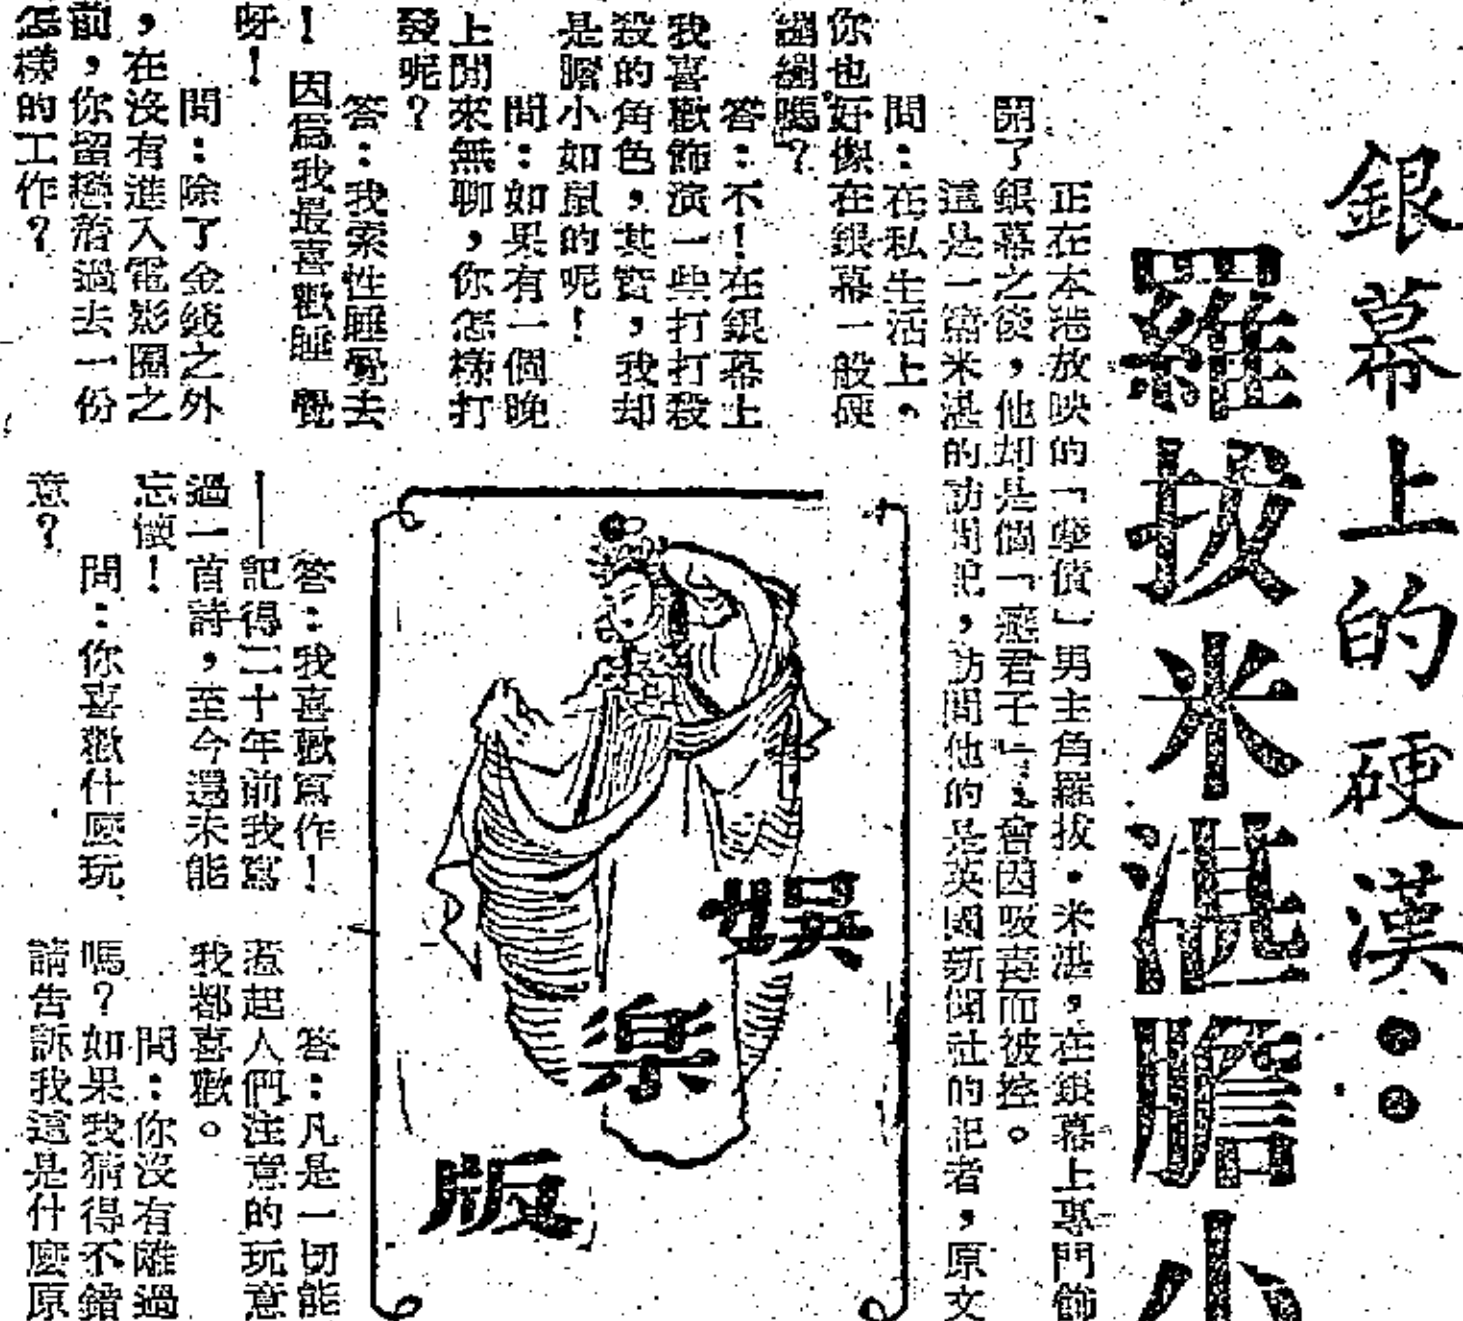 銀幕上的硬漢：
羅拔米湛膽小
正在本港放映的「孽債」男主角羅拔・米湛，在銀幕上專門飾
開了銀幕之後，他却是個「癮君子」，會因吸毒而被控。
這是一篇米湛的訪問記，訪問他的是英國新聞社的記者，原文
問：在私生活上，
你也好像在銀幕一般硬
繃繃嗎？
答：不！在銀幕上
我喜歡飾演一些打打殺
殺的角色，其實，我却
是膽小如鼠的呢！
問：如果有一個晚
上閒來無聊，你怎樣打
發呢？
答：我索性睡覺去
！因爲我最喜歡睡覺
呀！
問：除了金錢之外
，在沒有進入電影圈之
前，你留戀着過去一份
怎樣的工作？
答：我喜歡寫作！
——記得二十年前我寫
過一首詩，至今還未能
忘懷！
問：你喜歡什麼玩
意？
答：凡是一切能
惹起人們注意的玩意
我都喜歡。
問：你沒有離過
嗎？如果我猜得不錯
請告訴我這是什麼原
娛樂版